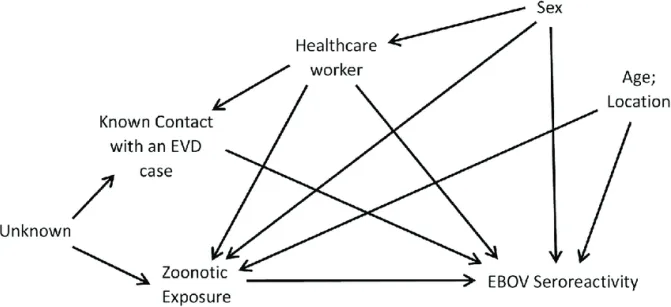 Sex
Healthcare
worker
Age;
Location
Known Contact
with an EVD
case
Unknown
Zoonotic
Exposure
EBOV Seroreactivity